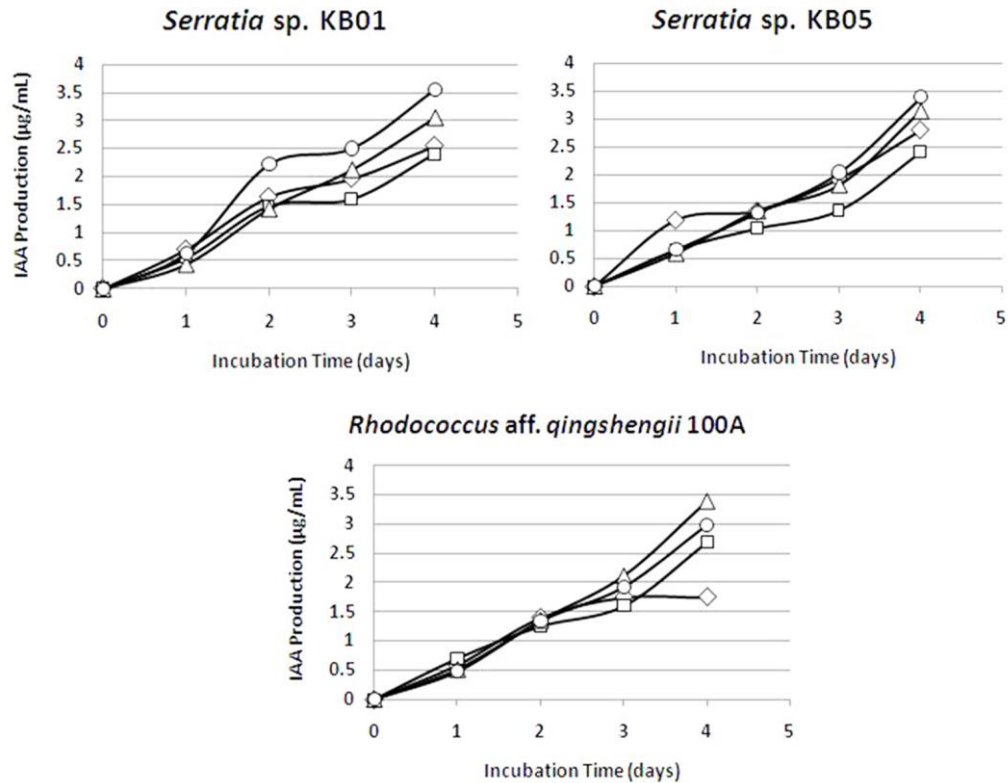 Serratia sp. KB01
IAA Production (µg/mL)
4
3.5
3
2.5
2
1.5
1
0.5
0
0 1 2 3 4 5
Incubation Time (days)
Serratia sp. KB05
IAA Production (µg/mL)
4
3.5
3
2.5
2
1.5
1
0.5
0
0 1 2 3 4 5
Incubation Time (days)
Rhodococcus aff. qingshengii 100A
IAA Production (µg/mL)
4
3.5
3
2.5
2
1.5
1
0.5
0
0 1 2 3 4 5
Incubation Time (days)